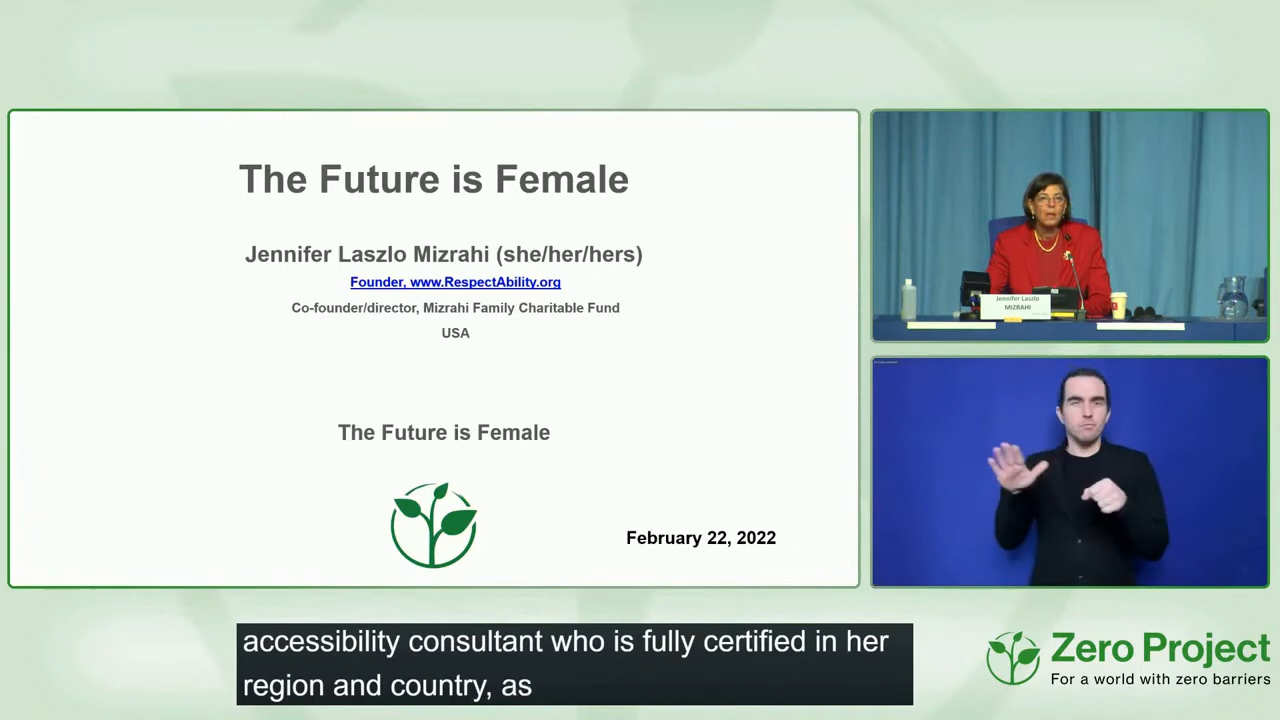 The Future is Female
Jennifer Laszlo Mizrahi (she/her/hers)
Founder, www.RespectAbility.org
Co-founder/director, Mizrahi Family Charitable Fund
USA
The Future is Female
February 22, 2022
Jennifer Laszlo
MIZRAHI
accessibility consultant who is fully certified in her
region and country, as
Zero Project
For a world with zero barriers